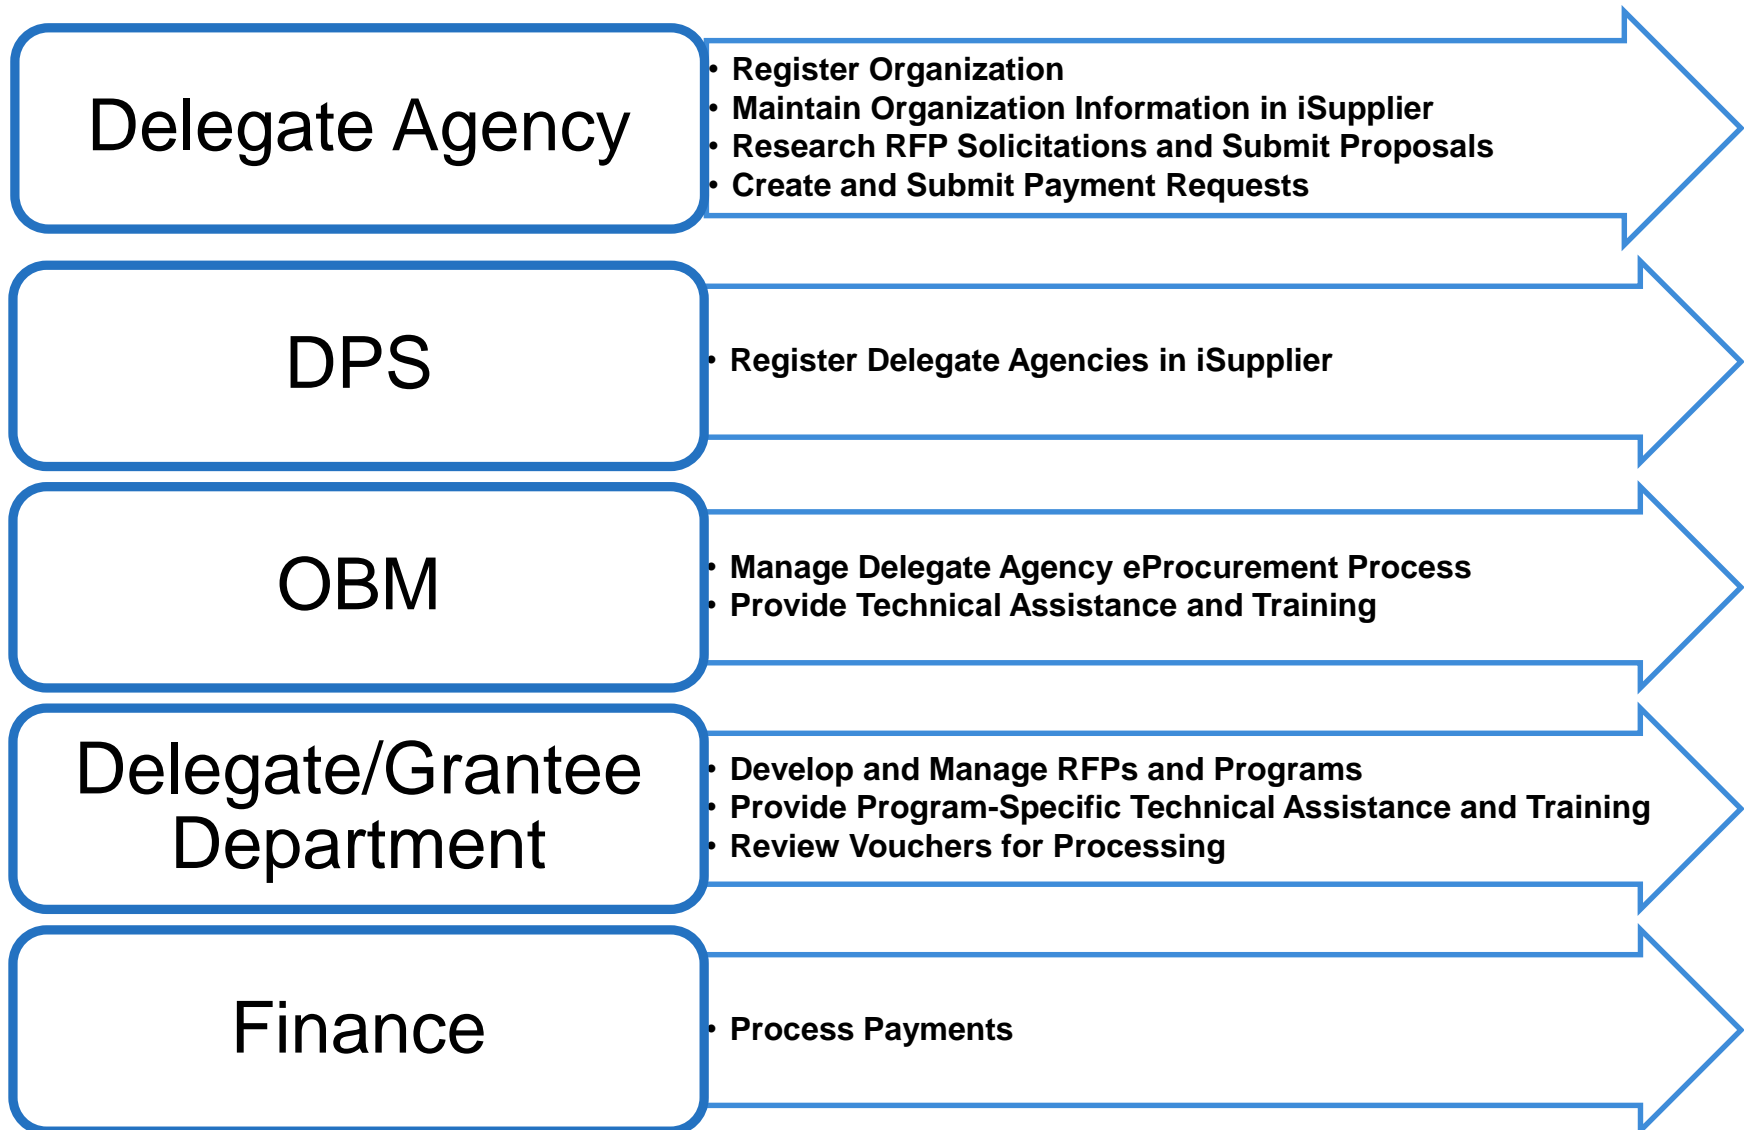 Delegate Agency
• Register Organization
• Maintain Organization Information in iSupplier
• Research RFP Solicitations and Submit Proposals
• Create and Submit Payment Requests
DPS
• Register Delegate Agencies in iSupplier
OBM
• Manage Delegate Agency eProcurement Process
• Provide Technical Assistance and Training
Delegate/Grantee
Department
• Develop and Manage RFPs and Programs
• Provide Program-Specific Technical Assistance and Training
• Review Vouchers for Processing
Finance
• Process Payments